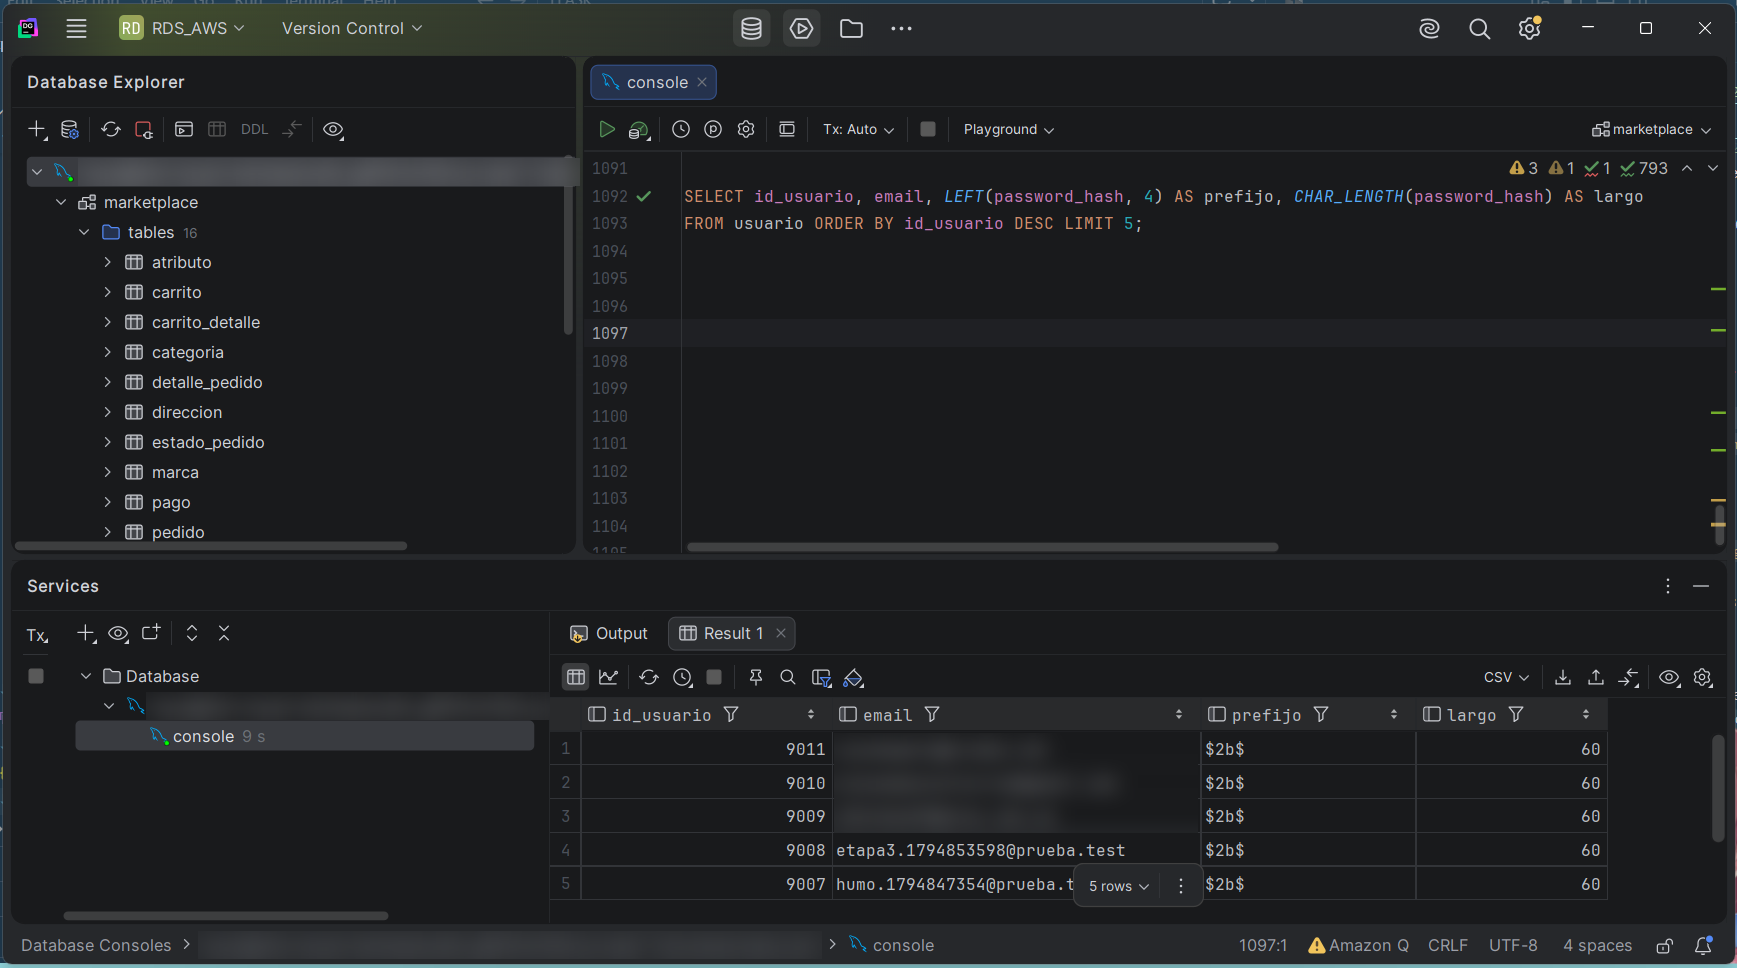 RD RDS_AWS Version Control
Database Explorer
DDL
marketplace
tables 16
atributo
carrito
carrito_detalle
categoria
detalle_pedido
direccion
estado_pedido
marca
pago
pedido
console
Tx: Auto Playground marketplace
3 1 1 793
1091
1092 SELECT id_usuario, email, LEFT(password_hash, 4) AS prefijo, CHAR_LENGTH(password_hash) AS largo
1093 FROM usuario ORDER BY id_usuario DESC LIMIT 5;
1094
1095
1096
1097
1098
1099
1100
1101
1102
1103
1104
1105
Services
Tx
Database
console 9 s
Output Result 1
CSV
id_usuario email prefijo largo
1 9011 $2b$ 60
2 9010 $2b$ 60
3 9009 $2b$ 60
4 9008 etapa3.1794853598@prueba.test $2b$ 60
5 9007 humo.1794847354@prueba.t $2b$ 60
5 rows
Database Consoles console 1097:1 Amazon Q CRLF UTF-8 4 spaces